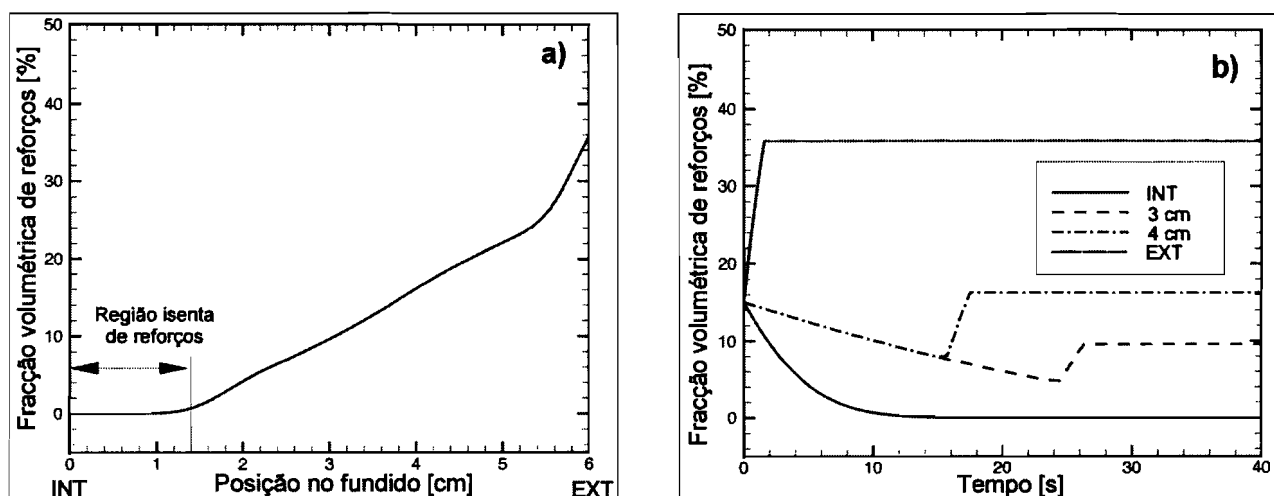 a)
Fracção volumétrica de reforços [%]
50
40
30
20
10
0
Região isenta
de reforços
0 1 2 3 4 5 6
INT Posição no fundido [cm] EXT
b)
Fracção volumétrica de reforços [%]
50
40
30
20
10
0
INT
3 cm
4 cm
EXT
0 10 20 30 40
Tempo [s]